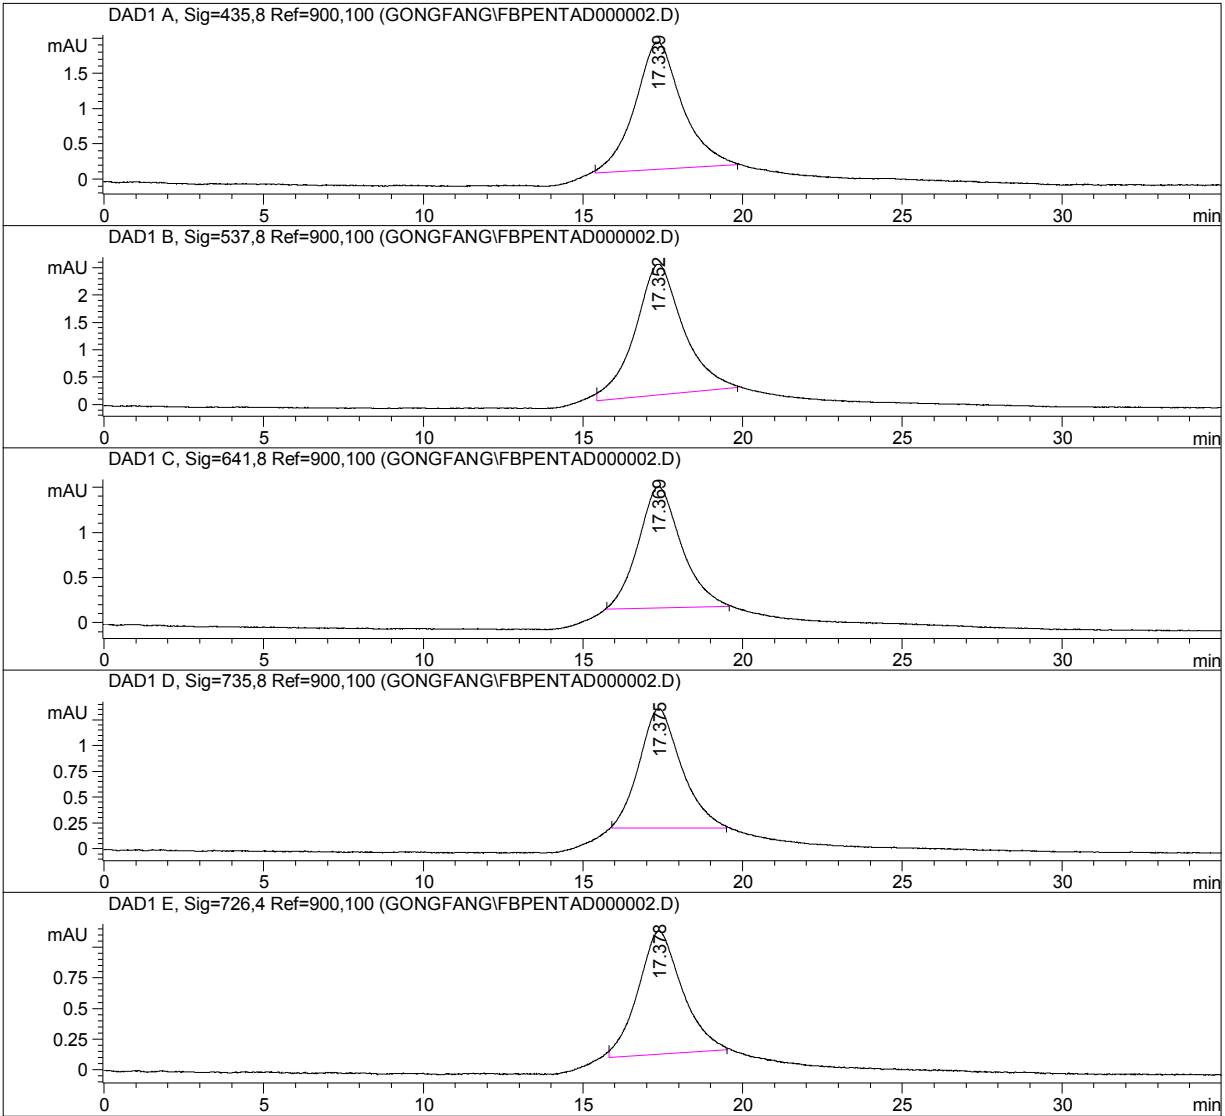 DAD1 A, Sig=435,8 Ref=900,100 (GONGFANG\FBPENTAD000002.D)
mAU
17.339
1.5
1
0.5
0
0 5 10 15 20 25 30 min
DAD1 B, Sig=537,8 Ref=900,100 (GONGFANG\FBPENTAD000002.D)
mAU
17.352
2
1.5
1
0.5
0
0 5 10 15 20 25 30 min
DAD1 C, Sig=641,8 Ref=900,100 (GONGFANG\FBPENTAD000002.D)
mAU
17.369
1
0.5
0
0 5 10 15 20 25 30 min
DAD1 D, Sig=735,8 Ref=900,100 (GONGFANG\FBPENTAD000002.D)
mAU
17.375
1
0.75
0.5
0.25
0
0 5 10 15 20 25 30 min
DAD1 E, Sig=726,4 Ref=900,100 (GONGFANG\FBPENTAD000002.D)
mAU
17.378
0.75
0.5
0.25
0
0 5 10 15 20 25 30 min